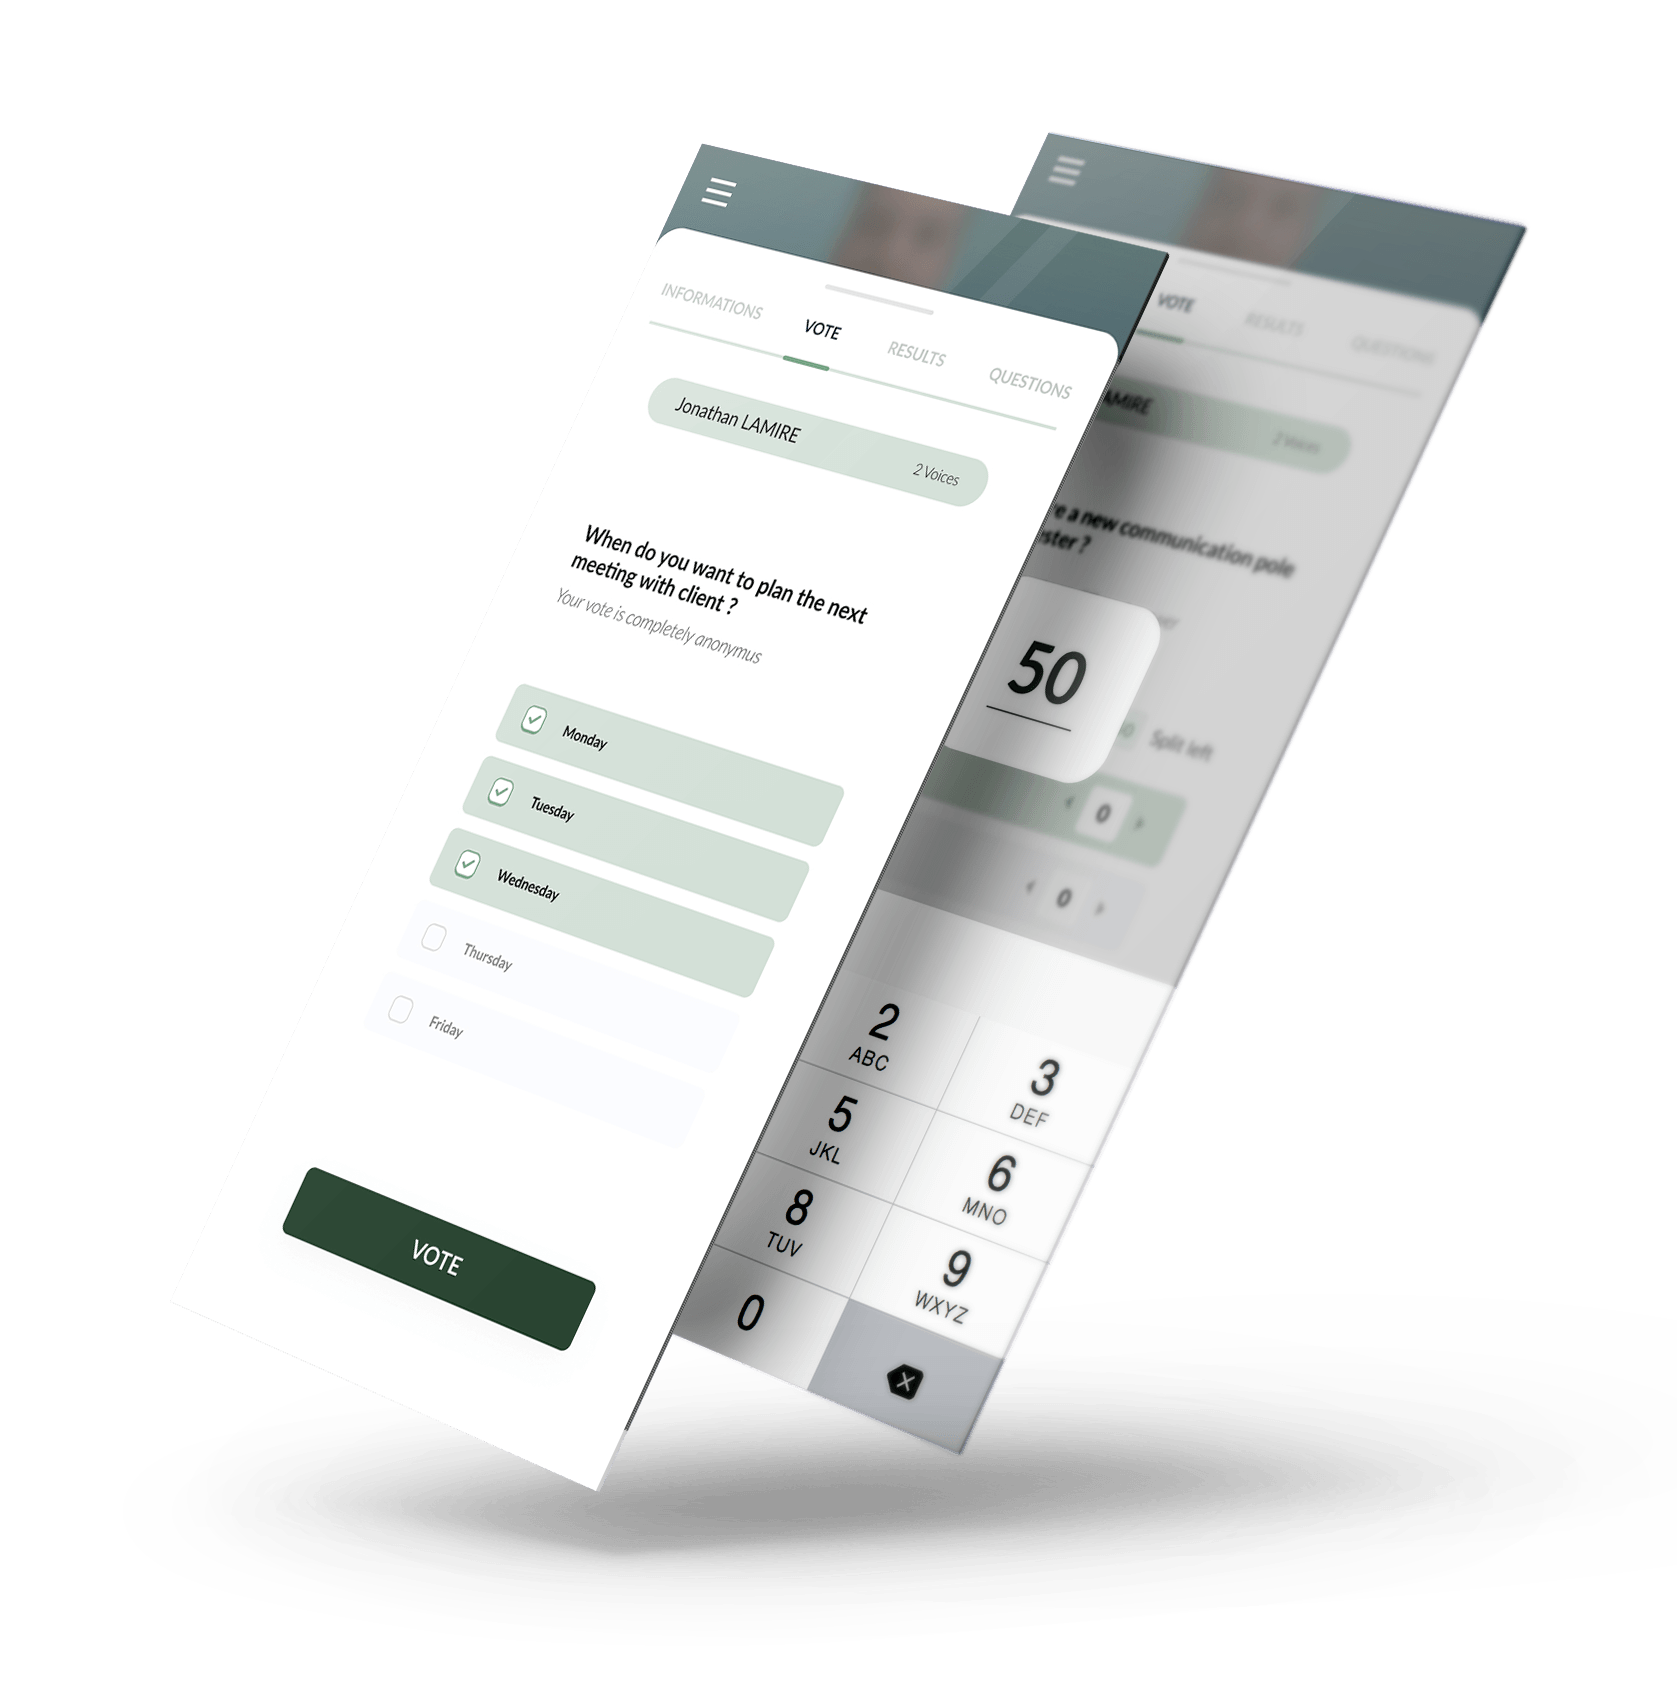 INFORMATIONS
VOTE
RESULTS
QUESTIONS
Jonathan LAMIRE
2 Voices
When do you want to plan the next
meeting with client ?
Your vote is completely anonymus
Monday
Tuesday
Wednesday
Thursday
Friday
VOTE
VOTE
RESULTS
QUESTIONS
2 Voices
a new communication pole
?
50
Split left
0
0
2
ABC
3
DEF
5
JKL
6
MNO
8
TUV
9
WXYZ
0